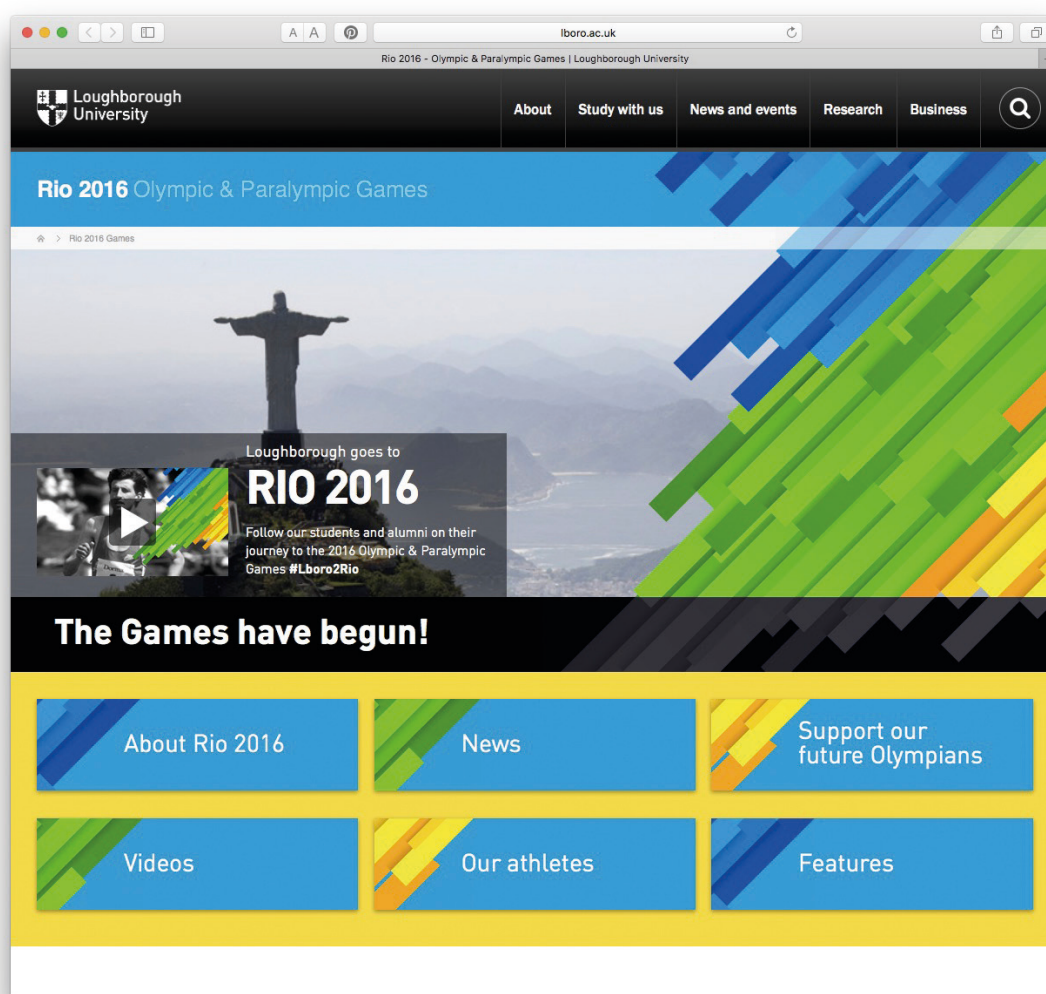 A A
lboro.ac.uk
Rio 2016 - Olympic & Paralympic Games | Loughborough University
Loughborough
University
About Study with us News and events Research Business
Rio 2016 Olympic & Paralympic Games
> Rio 2016 Games
Loughborough goes to
RIO 2016
Follow our students and alumni on their
journey to the 2016 Olympic & Paralympic
Games #Lboro2Rio
The Games have begun!
About Rio 2016
News
Support our
future Olympians
Videos
Our athletes
Features